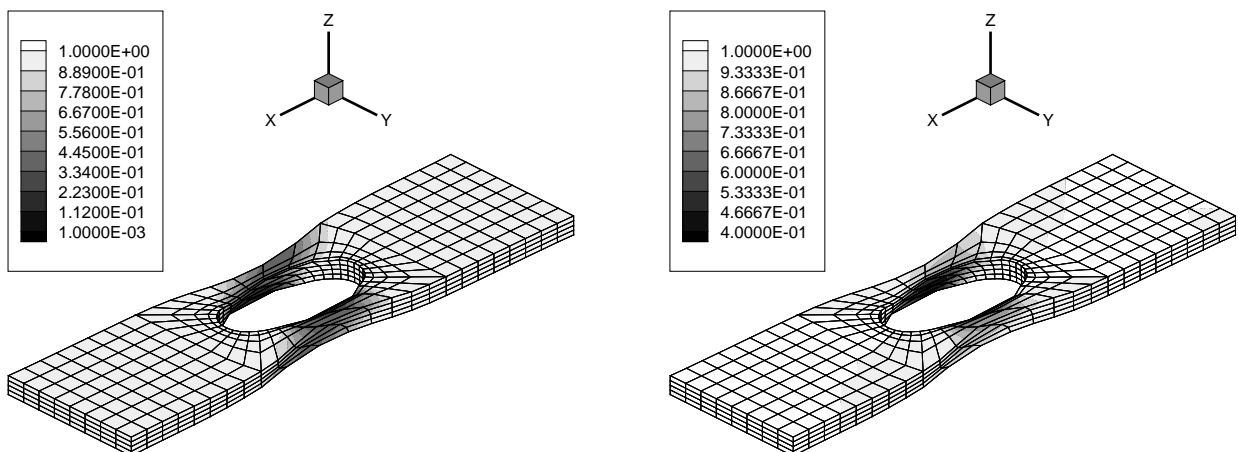 1.0000E+00
8.8900E-01
7.7800E-01
6.6700E-01
5.5600E-01
4.4500E-01
3.3400E-01
2.2300E-01
1.1200E-01
1.0000E-03
Z
X
Y
1.0000E+00
9.3333E-01
8.6667E-01
8.0000E-01
7.3333E-01
6.6667E-01
6.0000E-01
5.3333E-01
4.6667E-01
4.0000E-01
Z
X
Y